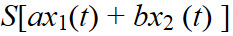 S[ax₁(t) + bx₂ (t) ]